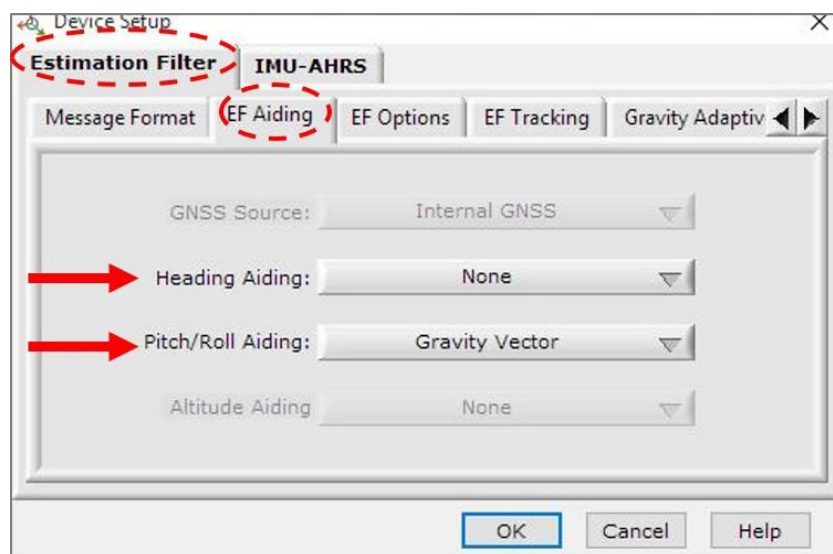 Device Setup
Estimation Filter IMU-AHRS
Message Format EF Aiding EF Options EF Tracking Gravity Adaptiv
GNSS Source: Internal GNSS
Heading Aiding: None
Pitch/Roll Aiding: Gravity Vector
Altitude Aiding None
OK Cancel Help